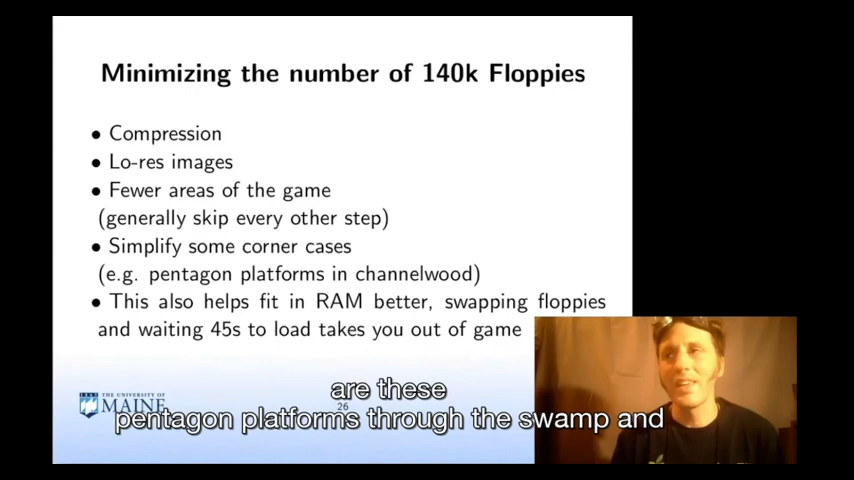 Minimizing the number of 140k Floppies
• Compression
• Lo-res images
• Fewer areas of the game
(generally skip every other step)
• Simplify some corner cases
(e.g. pentagon platforms in channelwood)
• This also helps fit in RAM better, swapping floppies
and waiting 45s to load takes you out of game
1865 THE UNIVERSITY OF
MAINE
26
are these
pentagon platforms through the swamp and